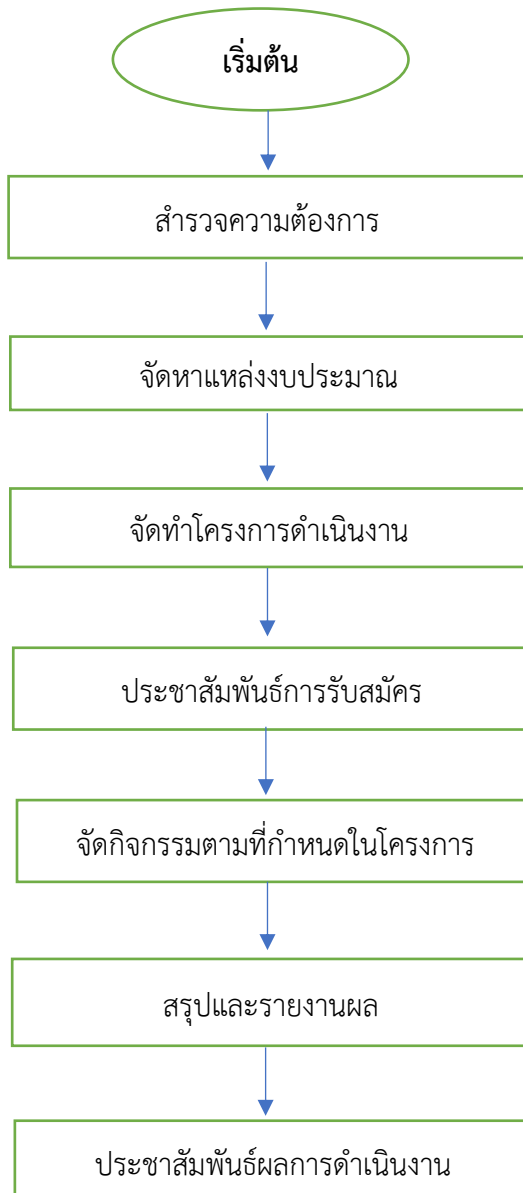 เริ่มต้น
สำรวจความต้องการ
จัดหาแหล่งงบประมาณ
จัดทำโครงการดำเนินงาน
ประชาสัมพันธ์การรับสมัคร
จัดกิจกรรมตามที่กำหนดในโครงการ
สรุปและรายงานผล
ประชาสัมพันธ์ผลการดำเนินงาน